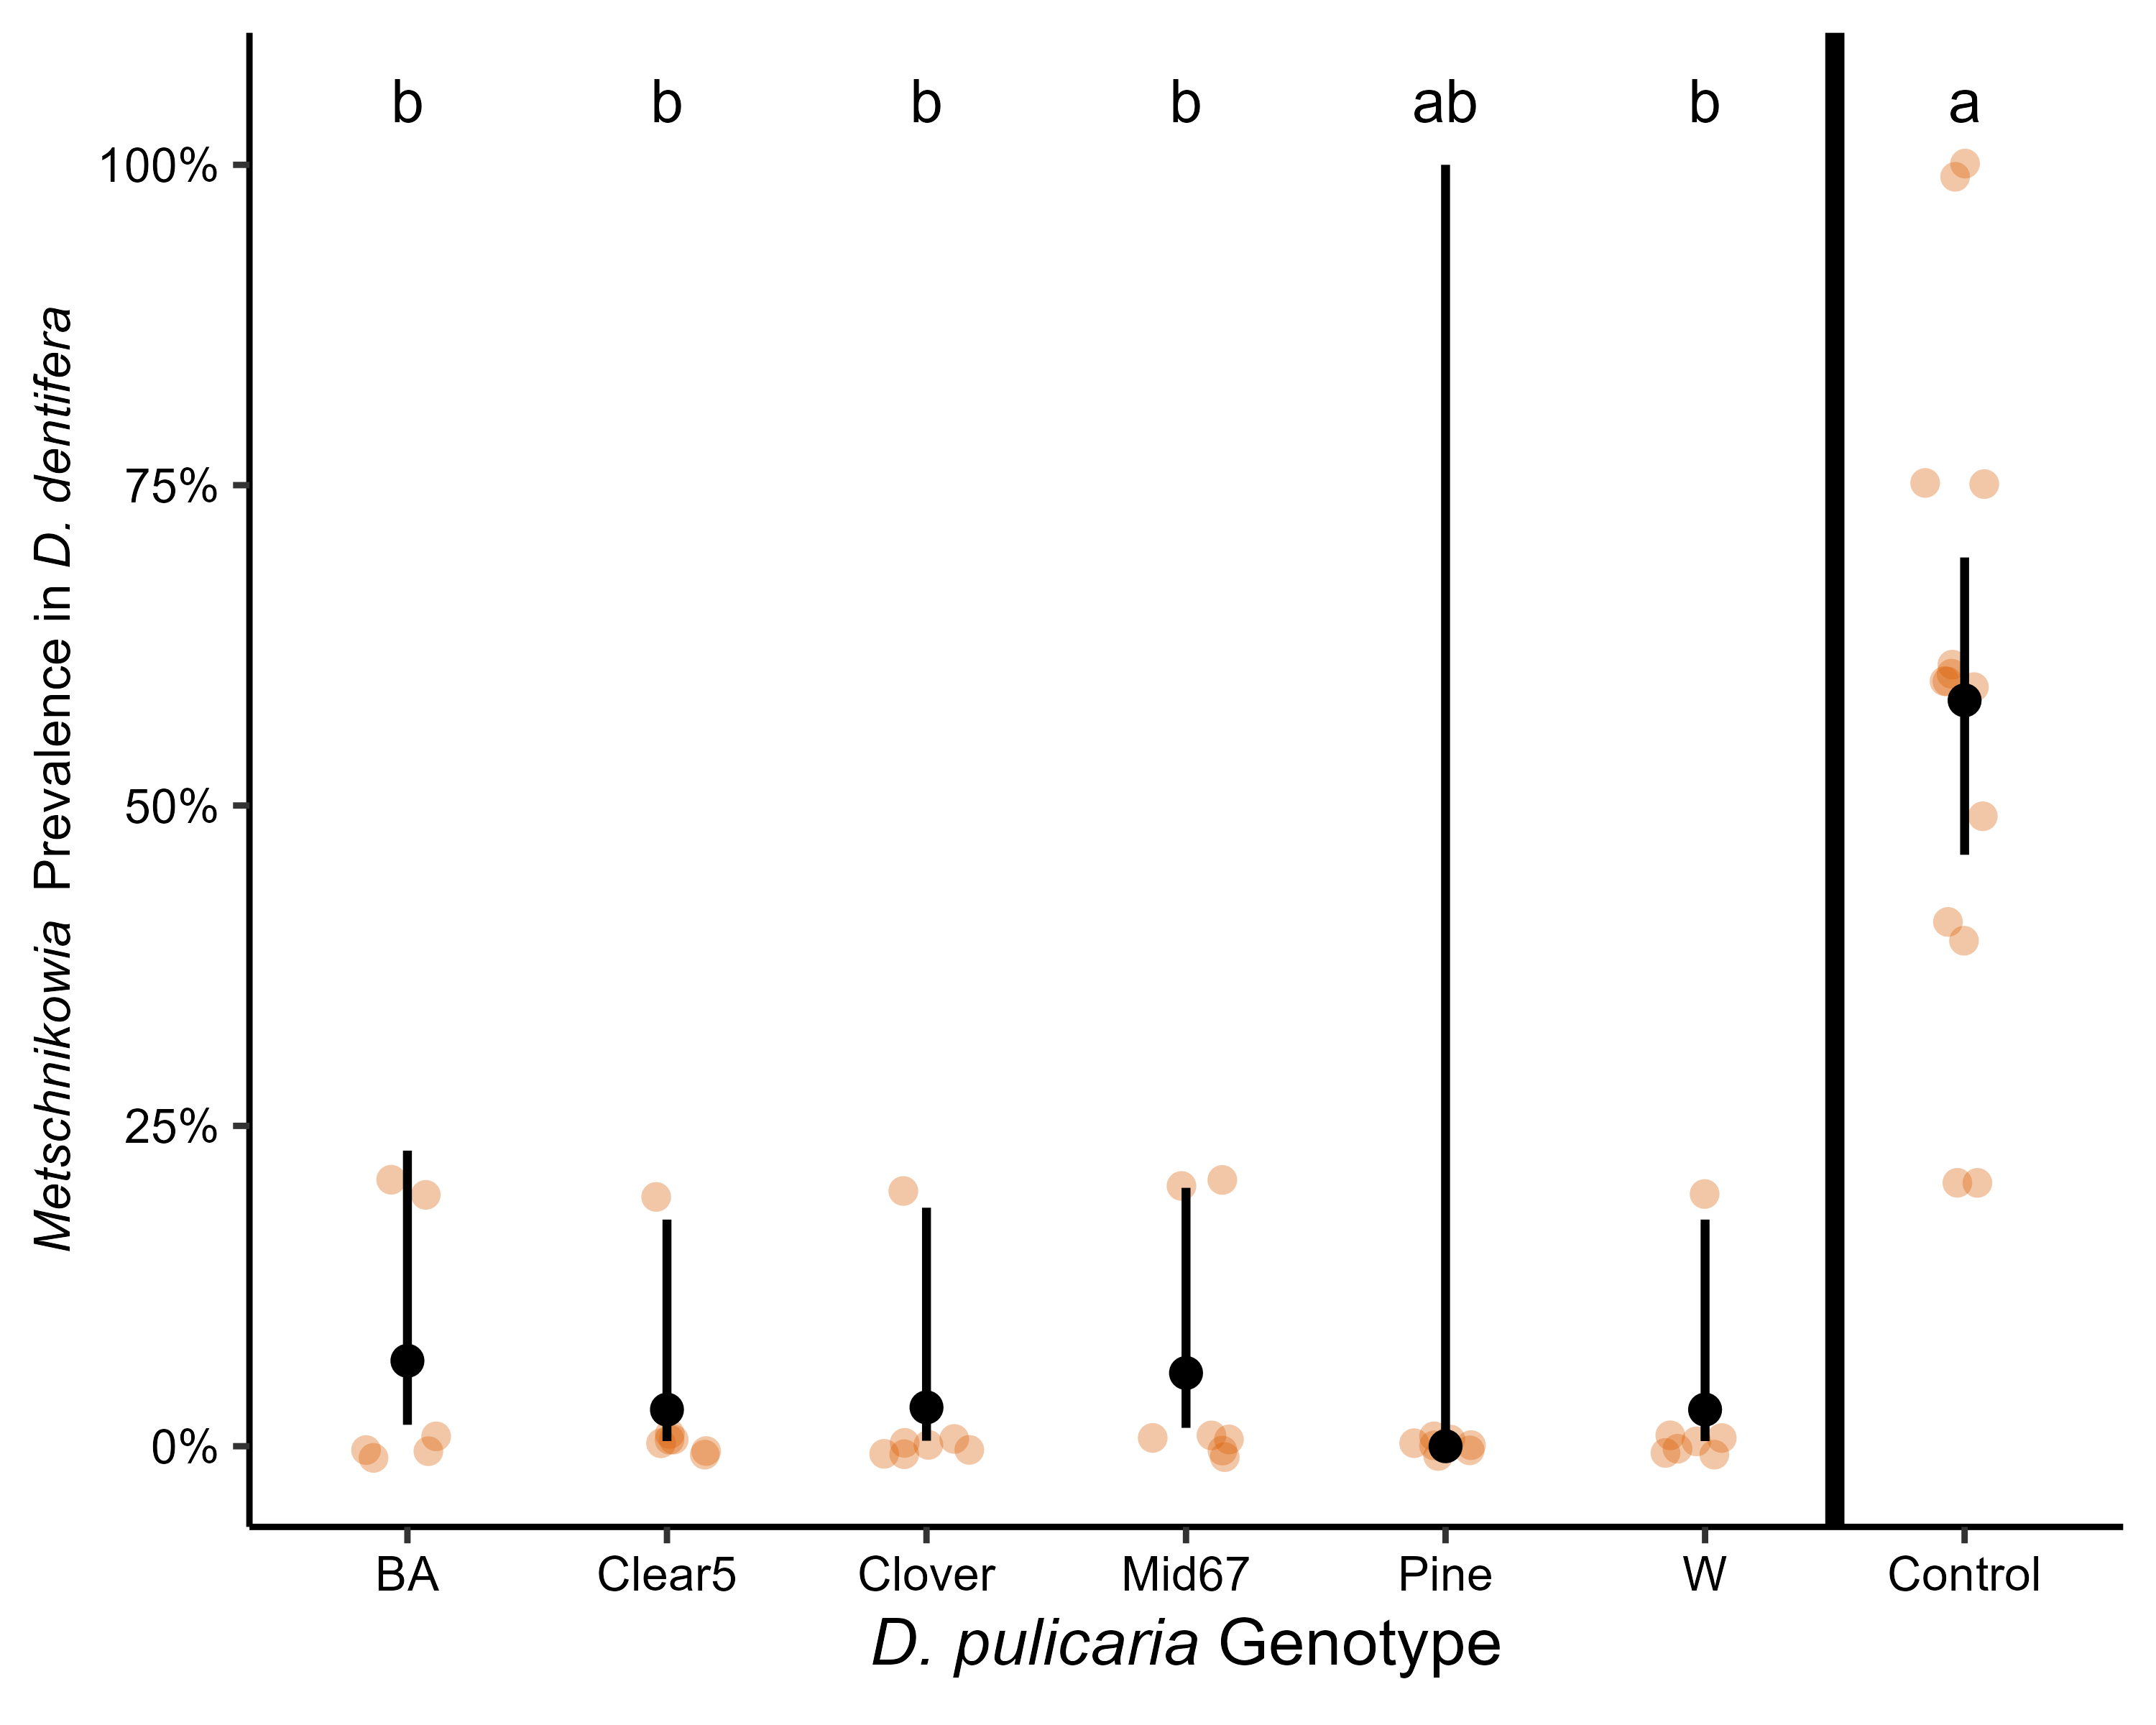 b b b b ab b a
100%
75%
50%
25%
0%
Metschnikowia Prevalence in D. dentifera
BA Clear5 Clover Mid67 Pine W Control
D. pulicaria Genotype